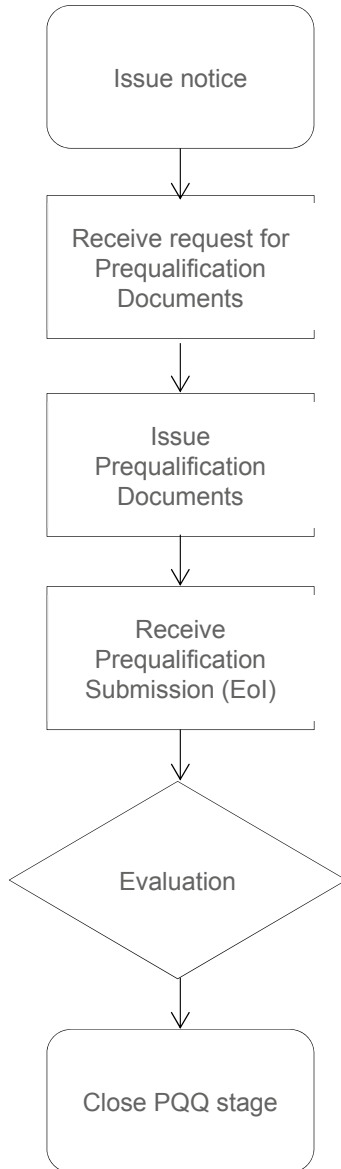 Issue notice
Receive request for
Prequalification
Documents
Issue
Prequalification
Documents
Receive
Prequalification
Submission (EoI)
Evaluation
Close PQQ stage